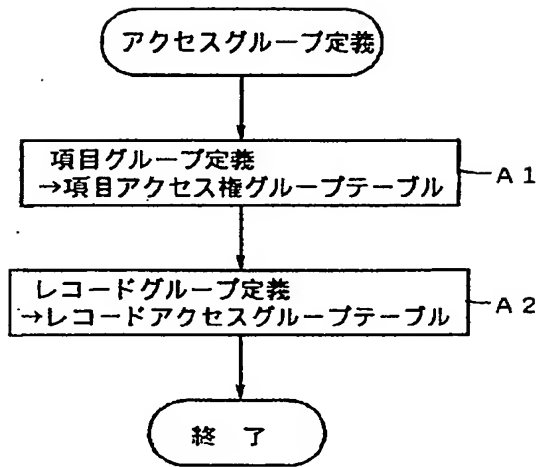 アクセスグループ定義
項目グループ定義
→項目アクセス権グループテーブル
A1
レコードグループ定義
→レコードアクセスグループテーブル
A2
終了